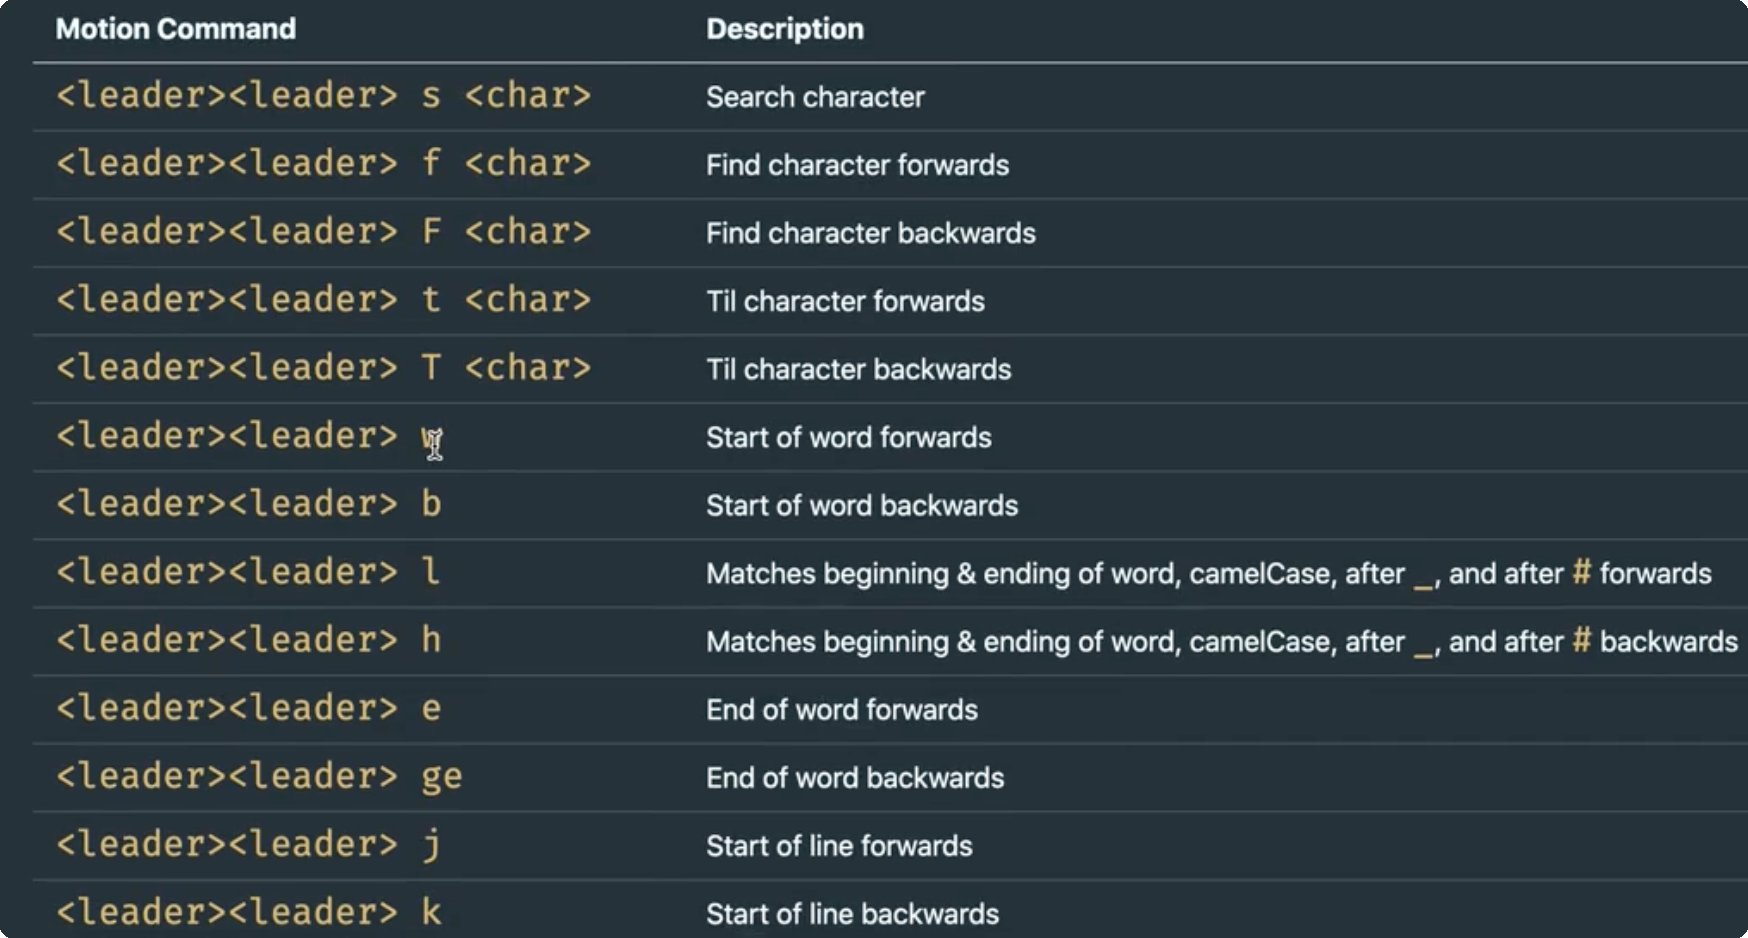 Motion Command Description
<leader><leader> s <char> Search character
<leader><leader> f <char> Find character forwards
<leader><leader> F <char> Find character backwards
<leader><leader> t <char> Til character forwards
<leader><leader> T <char> Til character backwards
<leader><leader> w Start of word forwards
<leader><leader> b Start of word backwards
<leader><leader> l Matches beginning & ending of word, camelCase, after _, and after # forwards
<leader><leader> h Matches beginning & ending of word, camelCase, after _, and after # backwards
<leader><leader> e End of word forwards
<leader><leader> ge End of word backwards
<leader><leader> j Start of line forwards
<leader><leader> k Start of line backwards